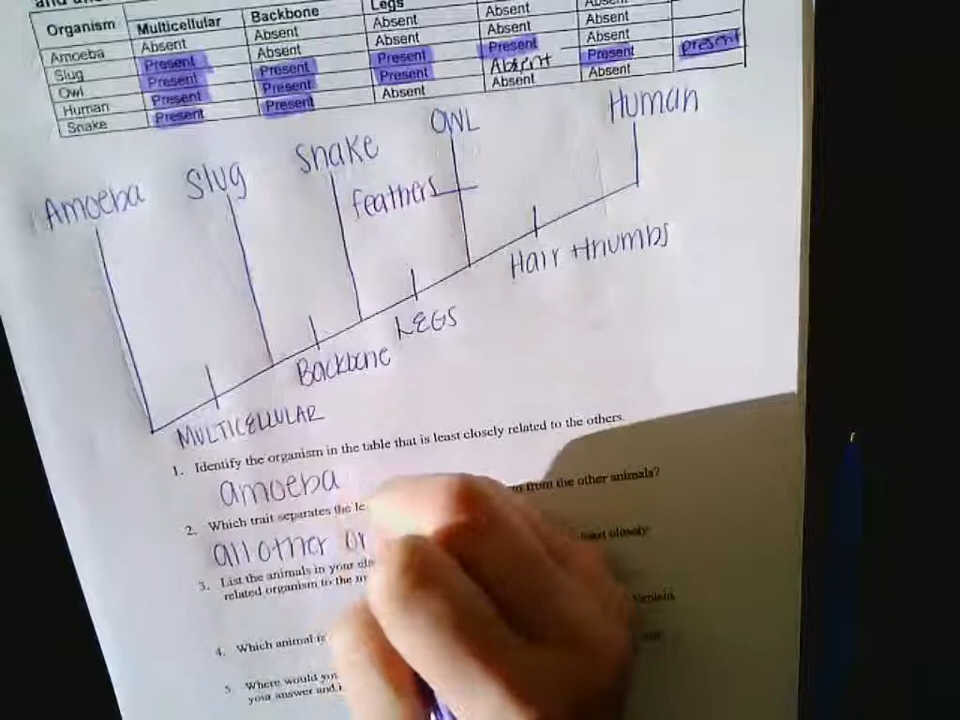 Organism Multicellular Backbone Legs
Amoeba Absent Absent Absent Absent Absent
Slug Present Absent Absent Absent Absent
Owl Present Present Present Present Absent
Human Present Present Present Absent Present present
Snake Present Present Absent Absent Absent
Amoeba Slug Snake OWL Human
feathers
Hair thumbs
LEGS
Backbone
MULTICELLULAR
1. Identify the organism in the table that is least closely related to the others.
amoeba
2. Which trait separates the from the other animals?
all other
3. List the animals in your least closely
related organism to the
4. Which animal
5. Where would you
your answer and